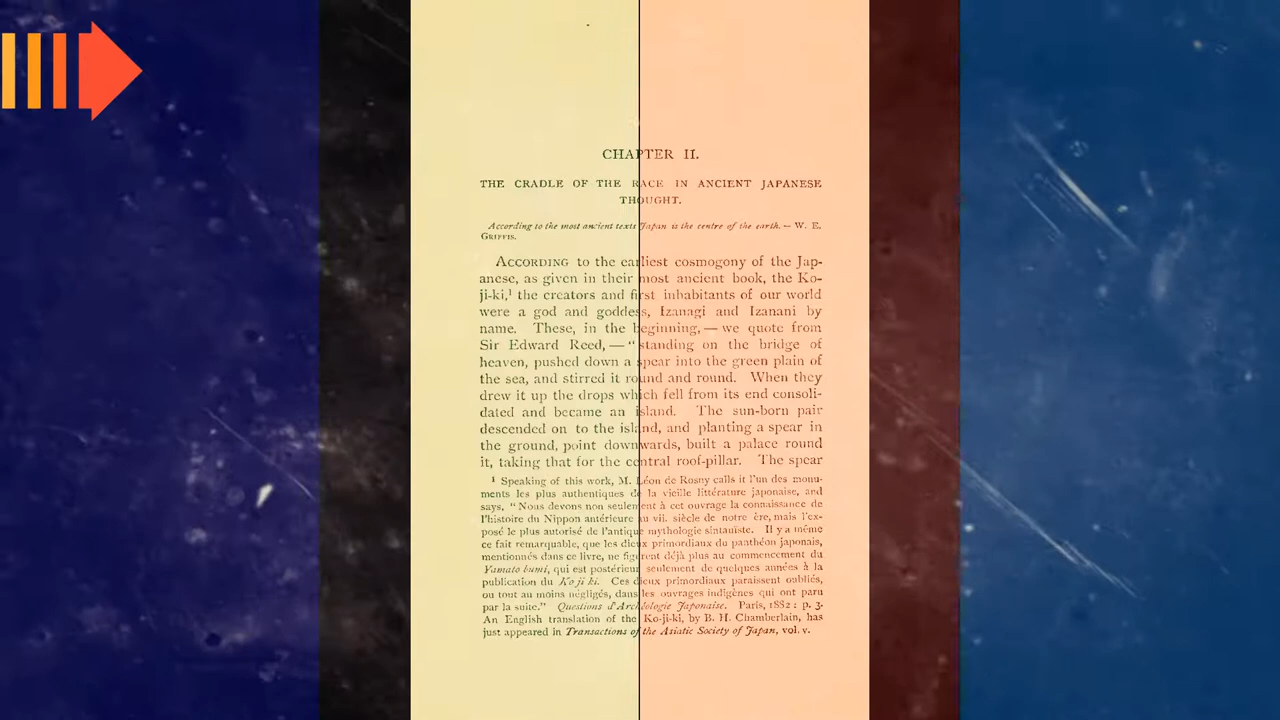 CHAPTER II.
THE CRADLE OF THE RACE IN ANCIENT JAPANESE
THOUGHT.
According to the most ancient texts Japan is the centre of the earth. — W. E.
GRIFFIS.
ACCORDING to the earliest cosmogony of the Jap-
anese, as given in their most ancient book, the Ko-
ji-ki,¹ the creators and first inhabitants of our world
were a god and goddess, Izanagi and Izanani by
name. These, in the beginning, — we quote from
Sir Edward Reed, — “standing on the bridge of
heaven, pushed down a spear into the green plain of
the sea, and stirred it round and round. When they
drew it up the drops which fell from its end consoli-
dated and became an island. The sun-born pair
descended on to the island, and planting a spear in
the ground, point downwards, built a palace round
it, taking that for the central roof-pillar. The spear
¹ Speaking of this work, M. Léon de Rosny calls it l'un des monu-
ments les plus authentiques de la vieille littérature japonaise, and
says, “Nous devons non seulement à cet ouvrage la connaissance de
l'histoire du Nippon antérieure au vii. siècle de notre ère, mais l'ex-
posé le plus autorisé de l'antique mythologie sintauiste. Il y a même
ce fait remarquable, que les dieux primordiaux du panthéon japonais,
mentionnés dans ce livre, ne figurent déjà plus au commencement du
Yamato bumi, qui est postérieur seulement de quelques années à la
publication du Ko ji ki. Ces dieux primordiaux paraissent oubliés,
ou tout au moins négligés, dans les ouvrages indigènes qui ont paru
par la suite.” Questions d'Archéologie Japonaise. Paris, 1882: p. 3.
An English translation of the Ko-ji-ki, by B. H. Chamberlain, has
just appeared in Transactions of the Asiatic Society of Japan, vol. v.